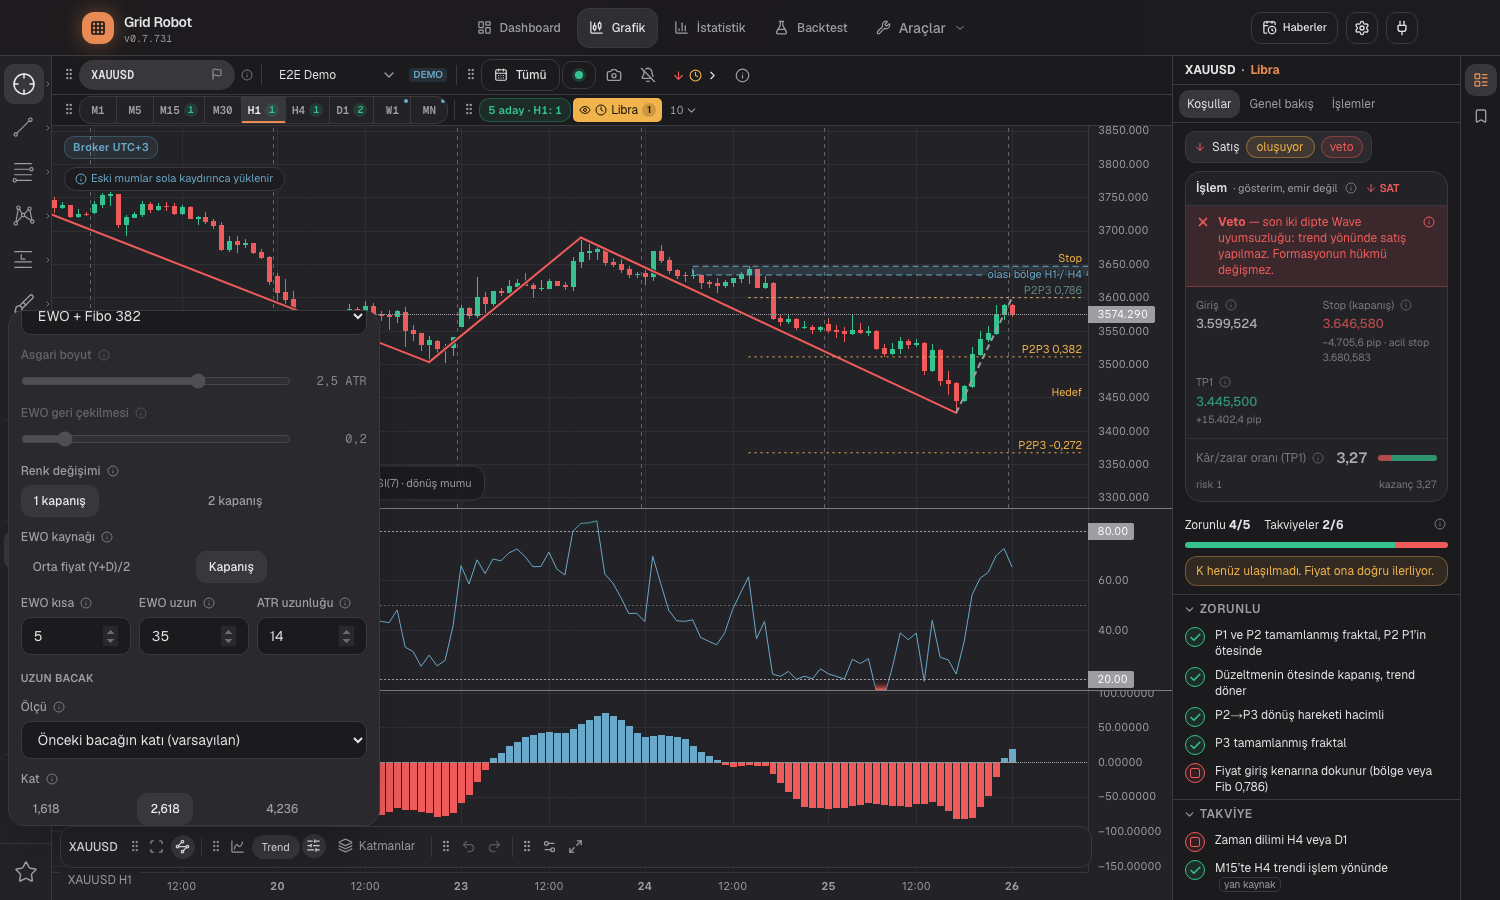 Grid Robot
v0.7.731
Dashboard
Grafik
İstatistik
Backtest
Araçlar
Haberler
XAUUSD
E2E Demo
DEMO
Tümü
M1
M5
M15 1
M30
H1 1
H4 1
D1 2
W1
MN
5 aday · H1: 1
Libra 1
10
Broker UTC+3
Eski mumlar sola kaydırınca yüklenir
3850.000
3800.000
3750.000
3700.000
3650.000
3600.000
3574.290
3550.000
3500.000
3450.000
3400.000
3350.000
3300.000
Stop
olası bölge H1 / H4
P2P3 0,786
P2P3 0,382
Hedef
P2P3 -0,272
SI(7) · dönüş mumu
80.00
60.00
40.00
20.00
100.00000
50.00000
0.00000
−50.00000
−100.00000
−150.00000
EWO + Fibo 382
Asgari boyut
2,5 ATR
EWO geri çekilmesi
0,2
Renk değişimi
1 kapanış
2 kapanış
EWO kaynağı
Orta fiyat (Y+D)/2
Kapanış
EWO kısa
EWO uzun
ATR uzunluğu
5
35
14
UZUN BACAK
Ölçü
Önceki bacağın katı (varsayılan)
Kat
1,618
2,618
4,236
XAUUSD
Trend
Katmanlar
XAUUSD H1
12:00
20
12:00
23
12:00
24
12:00
25
12:00
26
XAUUSD · Libra
Koşullar
Genel bakış
İşlemler
Satış
oluşuyor
veto
İşlem · gösterim, emir değil
SAT
Veto — son iki dipte Wave
uyumsuzluğu: trend yönünde satış
yapılmaz. Formasyonun hükmü
değişmez.
Giriş
3.599,524
Stop (kapanış)
3.646,580
−4.705,6 pip · acil stop
3.680,583
TP1
3.445,500
+15.402,4 pip
Kâr/zarar oranı (TP1)
3,27
risk 1
kazanç 3,27
Zorunlu 4/5
Takviyeler 2/6
K henüz ulaşılmadı. Fiyat ona doğru ilerliyor.
ZORUNLU
P1 ve P2 tamamlanmış fraktal, P2 P1'in
ötesinde
Düzeltmenin ötesinde kapanış, trend
döner
P2→P3 dönüş hareketi hacimli
P3 tamamlanmış fraktal
Fiyat giriş kenarına dokunur (bölge veya
Fib 0,786)
TAKVİYE
Zaman dilimi H4 veya D1
M15'te H4 trendi işlem yönünde
yan kaynak